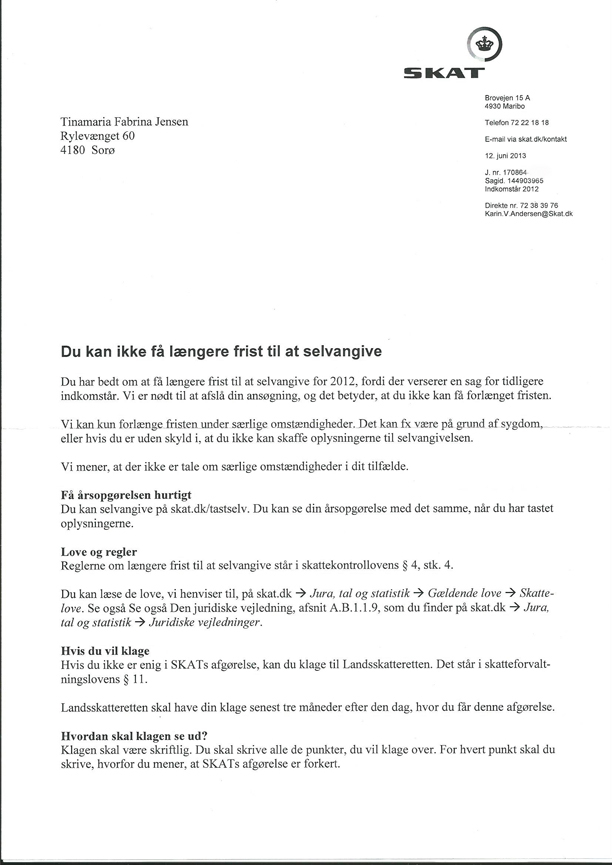 SKAT
Brovejen 15 A
4930 Maribo
Telefon 72 22 18 18
E-mail via skat.dk/kontakt
12. juni 2013
J. nr. 170864
Sagid. 144903965
Indkomstår 2012
Direkte nr. 72 38 39 76
Karin.V.Andersen@Skat.dk
Tinamaria Fabrina Jensen
Rylevænget 60
4180 Sorø
Du kan ikke få længere frist til at selvangive
Du har bedt om at få længere frist til at selvangive for 2012, fordi der verserer en sag for tidligere
indkomstår. Vi er nødt til at afslå din ansøgning, og det betyder, at du ikke kan få forlænget fristen.
Vi kan kun forlænge fristen under særlige omstændigheder. Det kan fx være på grund af sygdom,
eller hvis du er uden skyld i, at du ikke kan skaffe oplysningerne til selvangivelsen.
Vi mener, at der ikke er tale om særlige omstændigheder i dit tilfælde.
Få årsopgørelsen hurtigt
Du kan selvangive på skat.dk/tastselv. Du kan se din årsopgørelse med det samme, når du har tastet
oplysningerne.
Love og regler
Reglerne om længere frist til at selvangive står i skattekontrollovens § 4, stk. 4.
Du kan læse de love, vi henviser til, på skat.dk → Jura, tal og statistik → Gældende love → Skatte-
love. Se også Se også Den juridiske vejledning, afsnit A.B.1.1.9, som du finder på skat.dk → Jura,
tal og statistik → Juridiske vejledninger.
Hvis du vil klage
Hvis du ikke er enig i SKATs afgørelse, kan du klage til Landsskatteretten. Det står i skatteforvalt-
ningslovens § 11.
Landsskatteretten skal have din klage senest tre måneder efter den dag, hvor du får denne afgørelse.
Hvordan skal klagen se ud?
Klagen skal være skriftlig. Du skal skrive alle de punkter, du vil klage over. For hvert punkt skal du
skrive, hvorfor du mener, at SKATs afgørelse er forkert.